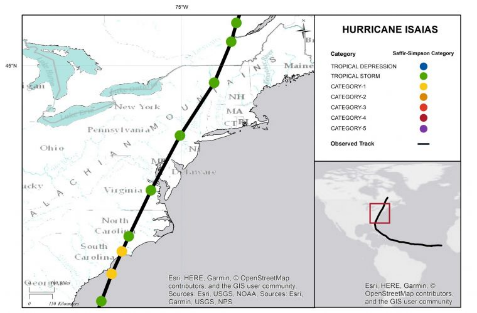 75°W
HURRICANE ISAIAS
Category Saffir-Simpson Category
TROPICAL DEPRESSION
TROPICAL STORM
CATEGORY-1
CATEGORY-2
CATEGORY-3
CATEGORY-4
CATEGORY-5
Observed Track
45°N
Maine
NH
MA
CT
New York
Pennsylvania
Ohio
Delaware
Virginia
North
Carolin
South
Carolina
ALACHIAN MOUNTAINS
Esri, HERE, Garmin, © OpenStreetMap
contributors, and the GIS user community
Sources: Esri, USGS, NOAA, Sources: Esri,
Garmin, USGS, NPS
Esri, HERE, Garmin, ©
OpenStreetMap contributors,
and the GIS user community